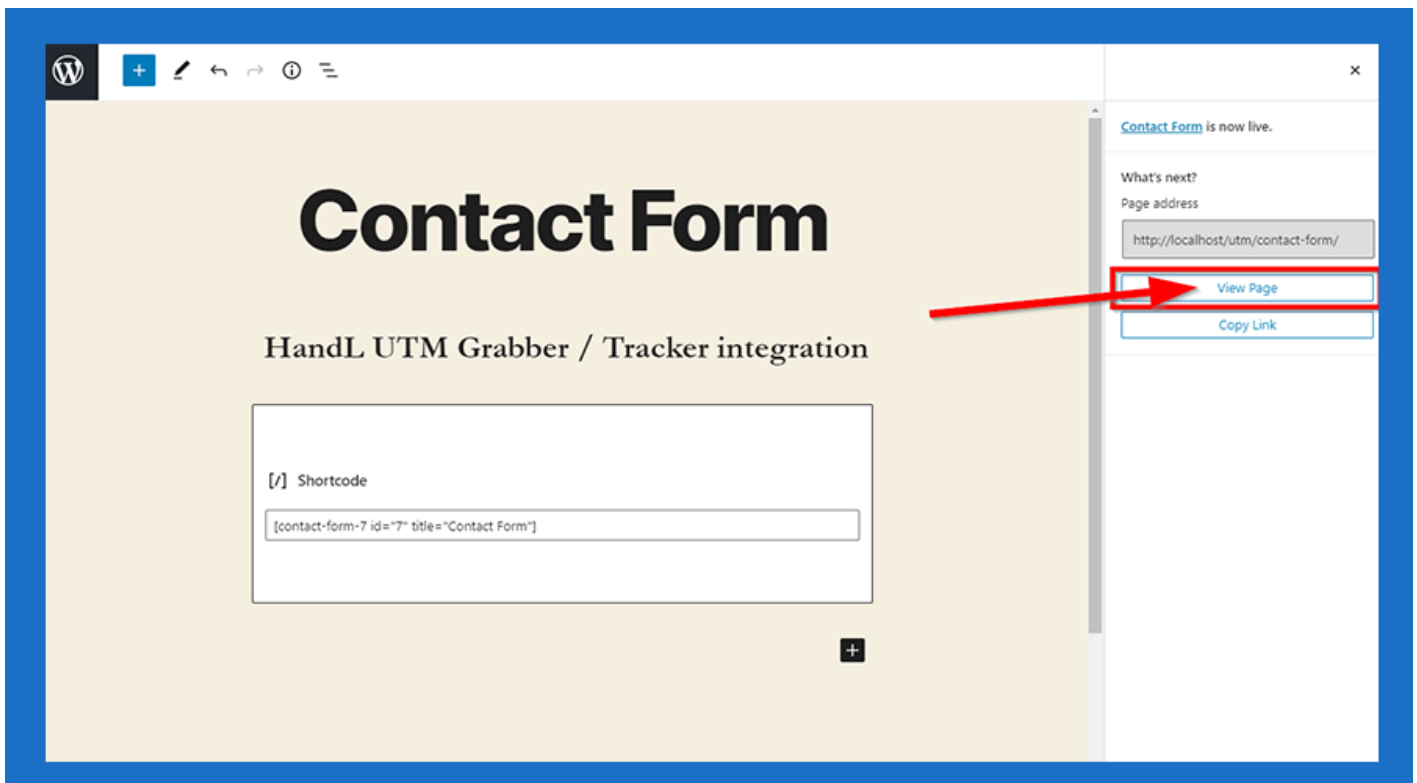 Contact Form is now live.
What's next?
Page address
http://localhost/utm/contact-form/
View Page
Copy Link
Contact Form
HandL UTM Grabber / Tracker integration
[/] Shortcode
[contact-form-7 id="7" title="Contact Form"]